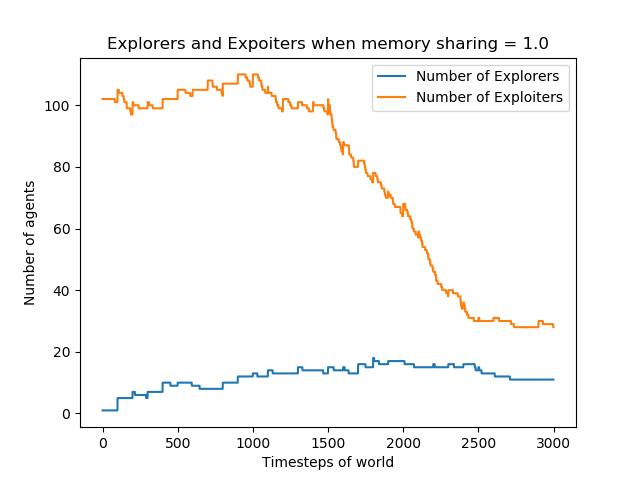 Explorers and Expoiters when memory sharing = 1.0
Number of Explorers
Number of Exploiters
Number of agents
100
80
60
40
20
0
0 500 1000 1500 2000 2500 3000
Timesteps of world